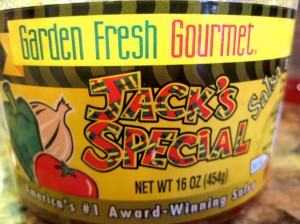 Garden Fresh Gourmet®
JACK'S
SPECIAL
Salsa
NET WT 16 OZ (454g)
America's #1 Award-Winning Salsa